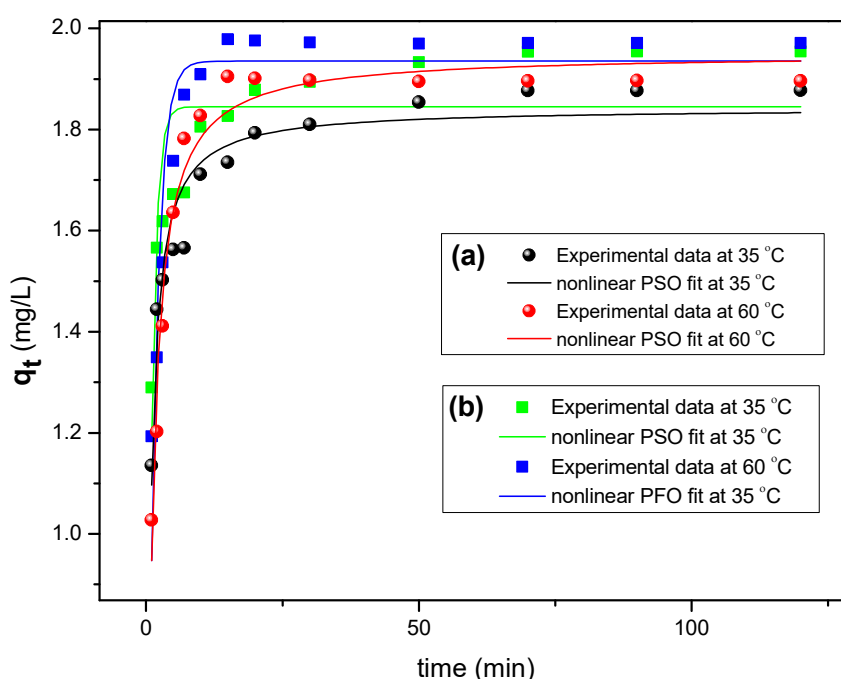 2.0
1.8
1.6
1.4
1.2
1.0
qt (mg/L)
0
50
100
time (min)
(a)
Experimental data at 35 °C
nonlinear PSO fit at 35 °C
Experimental data at 60 °C
nonlinear PSO fit at 60 °C
(b)
Experimental data at 35 °C
nonlinear PSO fit at 35 °C
Experimental data at 60 °C
nonlinear PFO fit at 35 °C